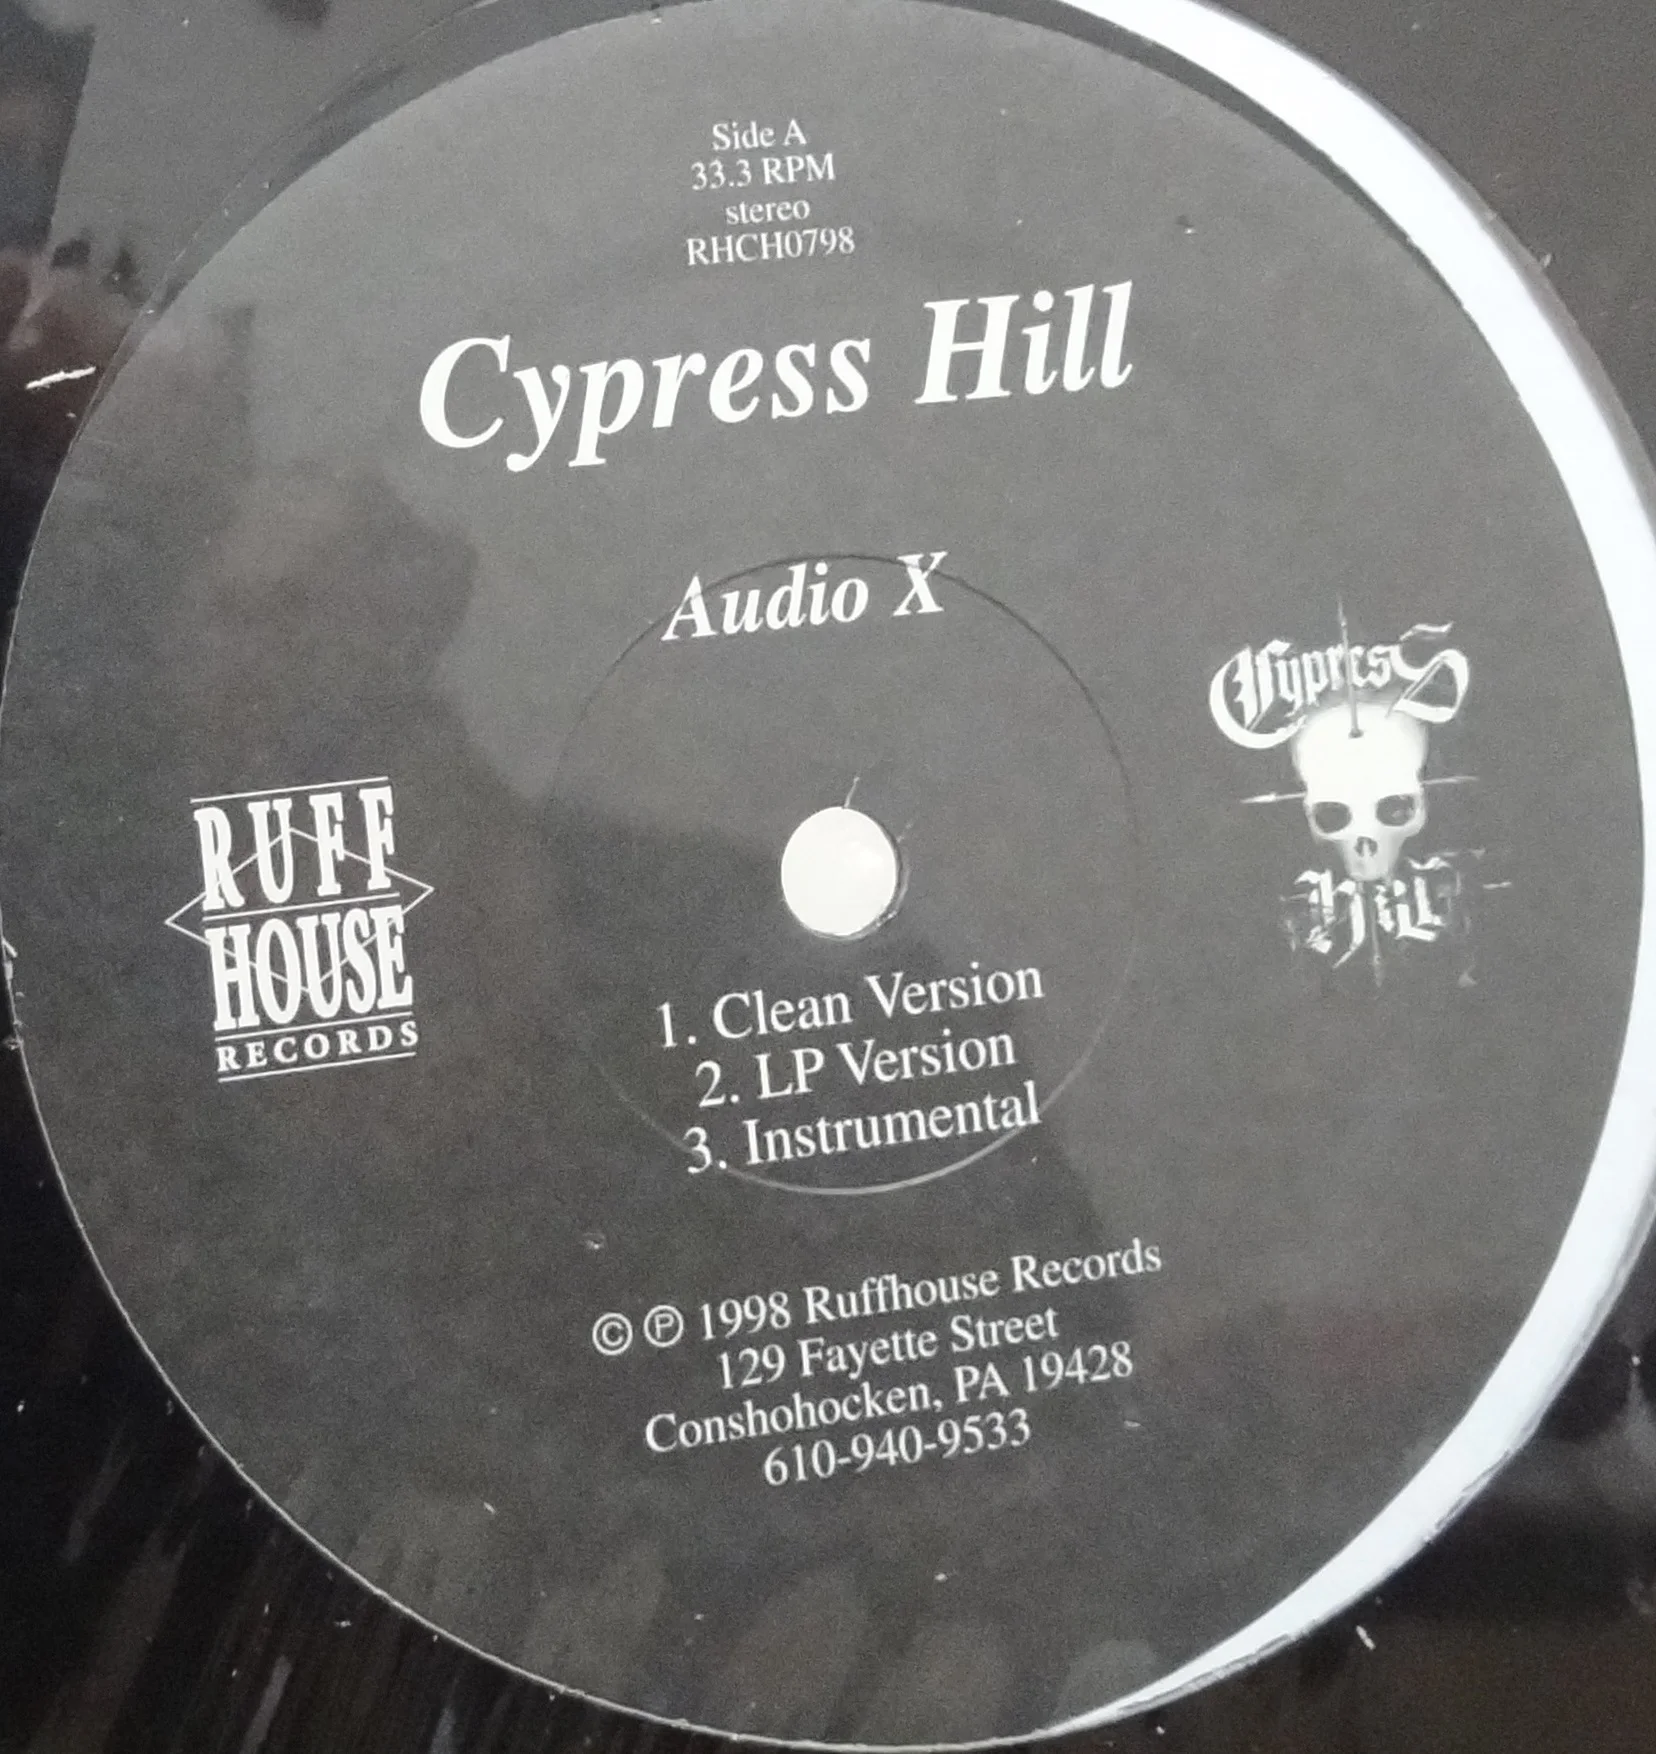 Side A
33.3 RPM
stereo
RHCH0798
Cypress Hill
Audio X
Cypress
Hill
RUFF
HOUSE
RECORDS
1. Clean Version
2. LP Version
3. Instrumental
© ℗ 1998 Ruffhouse Records
129 Fayette Street
Conshohocken, PA 19428
610-940-9533